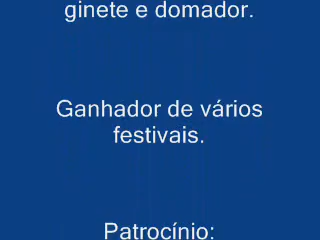 ginete e domador.
Ganhador de vários
festivais.
Patrocínio: